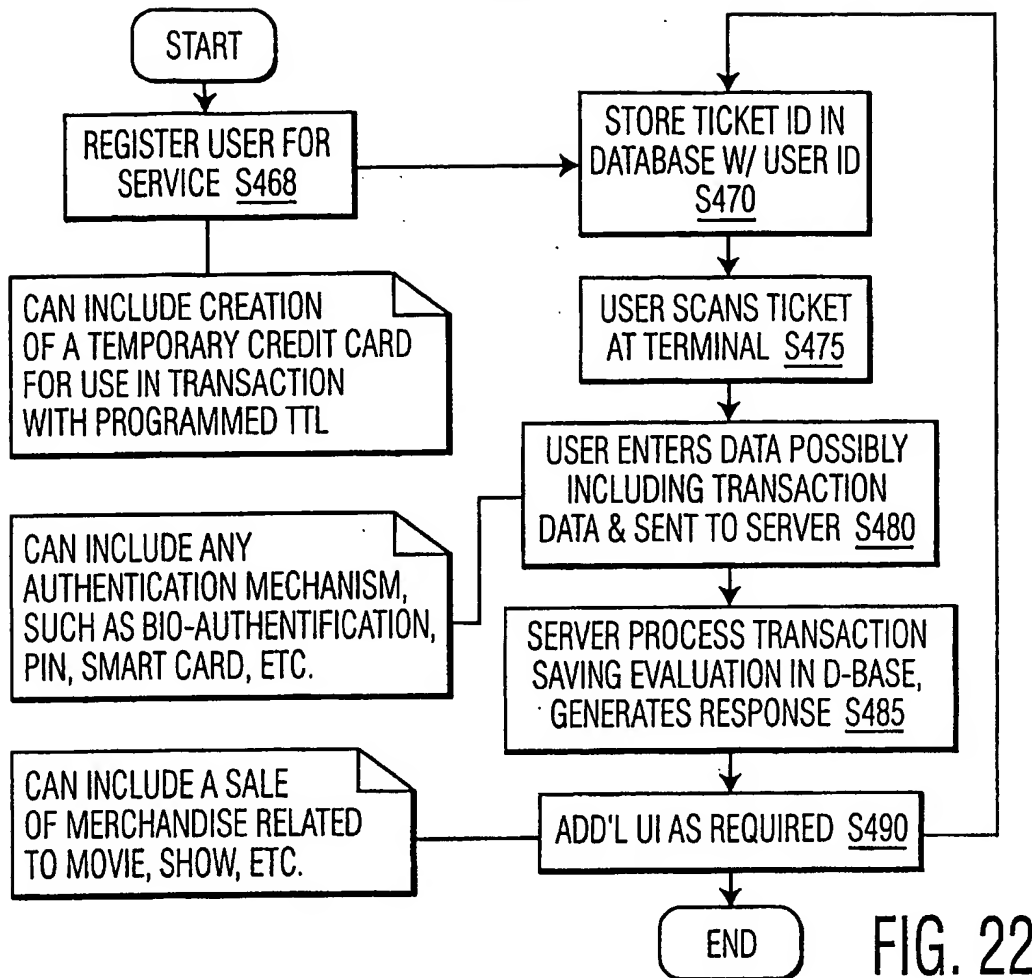 START
REGISTER USER FOR
SERVICE S468
CAN INCLUDE CREATION
OF A TEMPORARY CREDIT CARD
FOR USE IN TRANSACTION
WITH PROGRAMMED TTL
STORE TICKET ID IN
DATABASE W/ USER ID
S470
USER SCANS TICKET
AT TERMINAL S475
USER ENTERS DATA POSSIBLY
INCLUDING TRANSACTION
DATA & SENT TO SERVER S480
CAN INCLUDE ANY
AUTHENTICATION MECHANISM,
SUCH AS BIO-AUTHENTIFICATION,
PIN, SMART CARD, ETC.
SERVER PROCESS TRANSACTION
SAVING EVALUATION IN D-BASE,
GENERATES RESPONSE S485
CAN INCLUDE A SALE
OF MERCHANDISE RELATED
TO MOVIE, SHOW, ETC.
ADD'L UI AS REQUIRED S490
END
FIG. 22